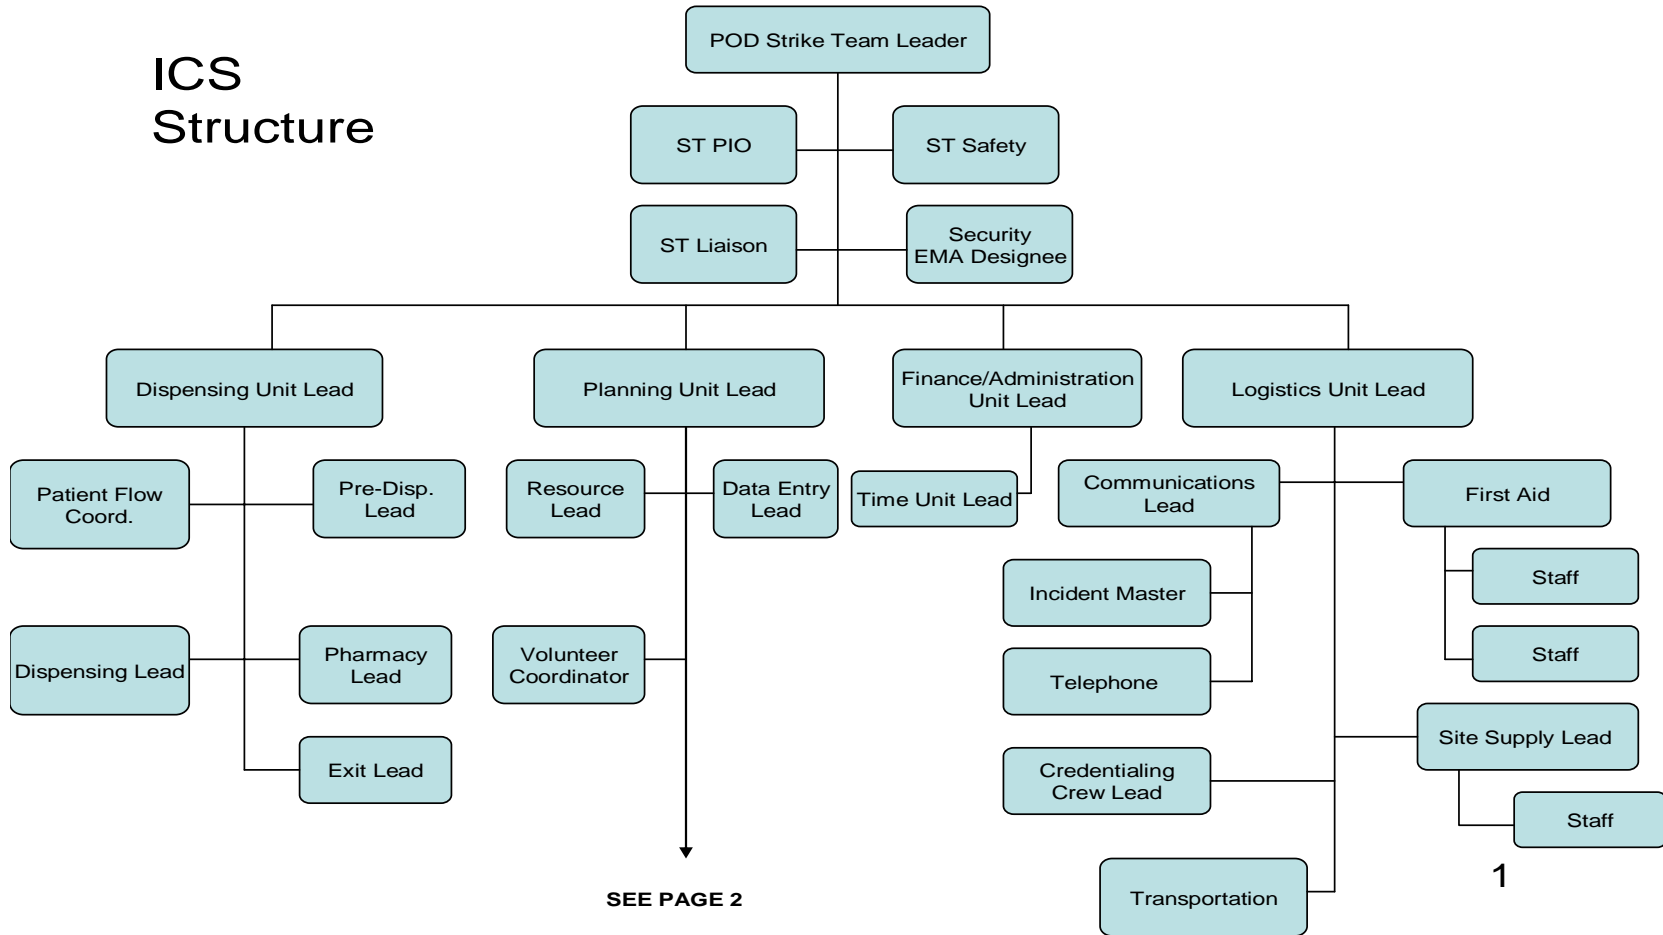 ICS
Structure
POD Strike Team Leader
ST PIO
ST Safety
ST Liaison
Security
EMA Designee
Dispensing Unit Lead
Planning Unit Lead
Finance/Administration
Unit Lead
Logistics Unit Lead
Patient Flow
Coord.
Pre-Disp.
Lead
Resource
Lead
Data Entry
Lead
Time Unit Lead
Communications
Lead
First Aid
Incident Master
Staff
Dispensing Lead
Pharmacy
Lead
Volunteer
Coordinator
Telephone
Staff
Exit Lead
Credentialing
Crew Lead
Site Supply Lead
Staff
Transportation
SEE PAGE 2
1